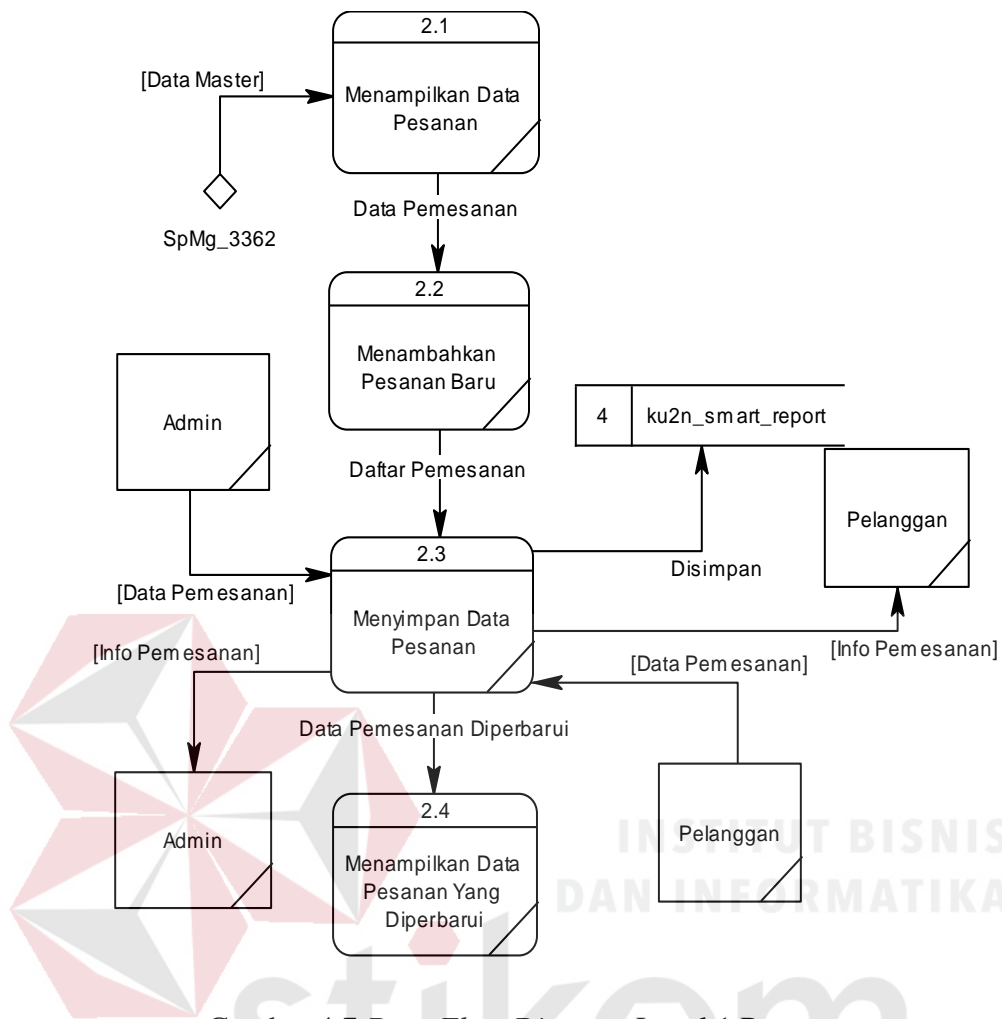 2.1
[Data Master]
Menampilkan Data
Pesanan
Data Pemesanan
SpMg_3362
2.2
Menambahkan
Pesanan Baru
Admin
4 ku2n_smart_report
Daftar Pemesanan
Pelanggan
2.3
Disimpan
[Data Pemesanan]
Menyimpan Data
Pesanan
[Info Pemesanan]
[Info Pemesanan]
[Data Pemesanan]
Data Pemesanan Diperbarui
2.4
Admin
Pelanggan
Menampilkan Data
Pesanan Yang
Diperbarui
INSTITUT BISNIS
DAN INFORMATIKA
stikom